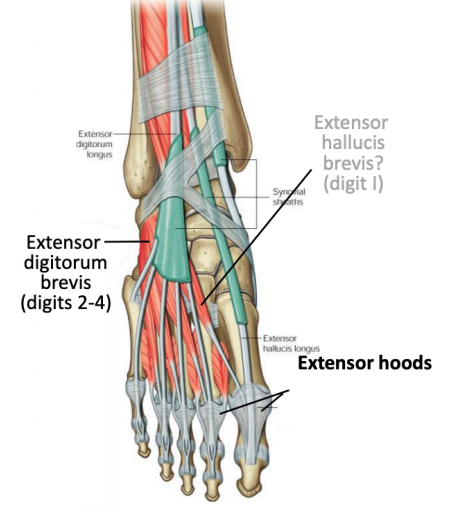 Extensor
digitorum
longus
Extensor
hallucis
brevis?
(digit I)
Synovial
sheaths
Extensor
digitorum
brevis
(digits 2-4)
Extensor
hallucis longus
Extensor hoods